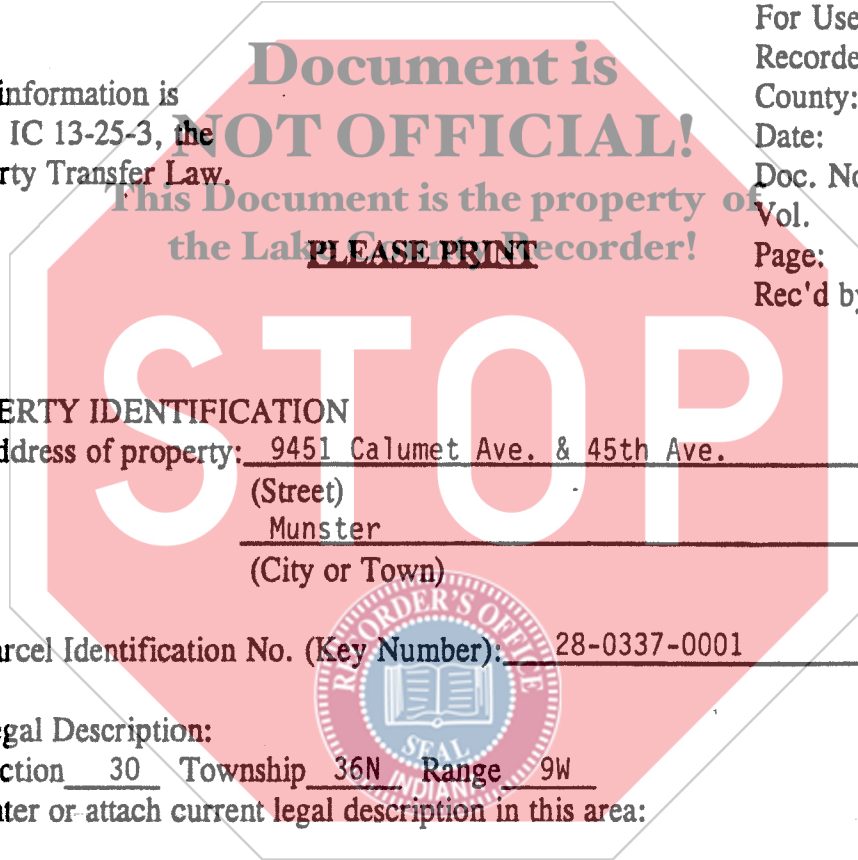 For Use
Recorde
information is
County:
IC 13-25-3, the
Date:
rty Transfer Law.
Doc. No
Vol.
PLEASE PRINT
Page:
Rec'd by
Document is
NOT OFFICIAL!
This Document is the property of
the Lake County Recorder!
STOP
ERTY IDENTIFICATION
ddress of property: 9451 Calumet Ave. & 45th Ave.
(Street)
Munster
(City or Town)
rcel Identification No. (Key Number): 28-0337-0001
egal Description:
ction 30 Township 36N Range 9W
ter or attach current legal description in this area:
RECORDER'S OFFICE
SEAL
INDIANA